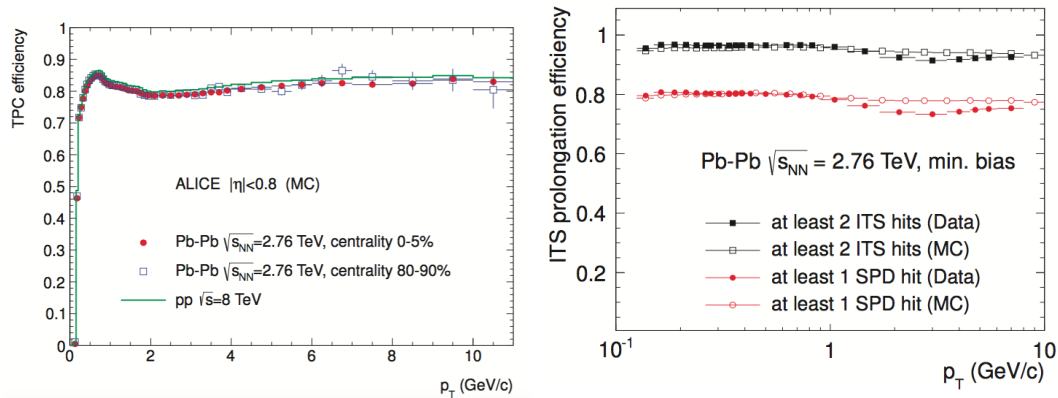 TPC efficiency
1
0.9
0.8
0.7
0.6
0.5
0.4
0.3
0.2
0.1
0
ALICE |η|<0.8 (MC)
Pb-Pb √sNN=2.76 TeV, centrality 0-5%
Pb-Pb √sNN=2.76 TeV, centrality 80-90%
pp √s=8 TeV
0 2 4 6 8 10
pT (GeV/c)
ITS prolongation efficiency
1
0.8
0.6
0.4
0.2
Pb-Pb √sNN = 2.76 TeV, min. bias
at least 2 ITS hits (Data)
at least 2 ITS hits (MC)
at least 1 SPD hit (Data)
at least 1 SPD hit (MC)
10-1 1 10
pT (GeV/c)